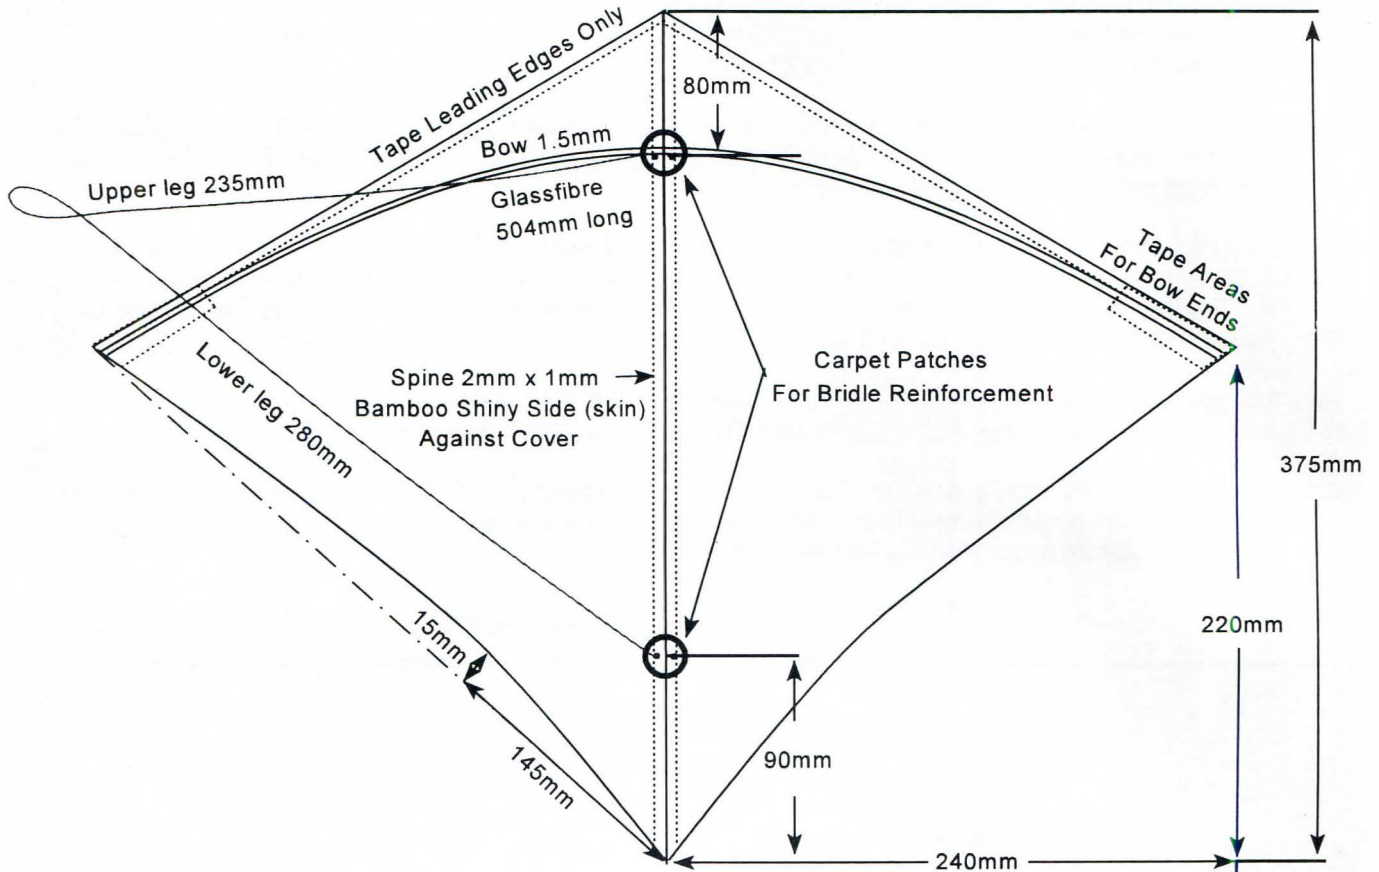 Tape Leading Edges Only
80mm
Bow 1.5mm
Upper leg 235mm
Glassfibre
504mm long
Tape Areas
For Bow Ends
Lower leg 280mm
Spine 2mm x 1mm
Bamboo Shiny Side (skin)
Against Cover
Carpet Patches
For Bridle Reinforcement
375mm
15mm
220mm
145mm
90mm
240mm